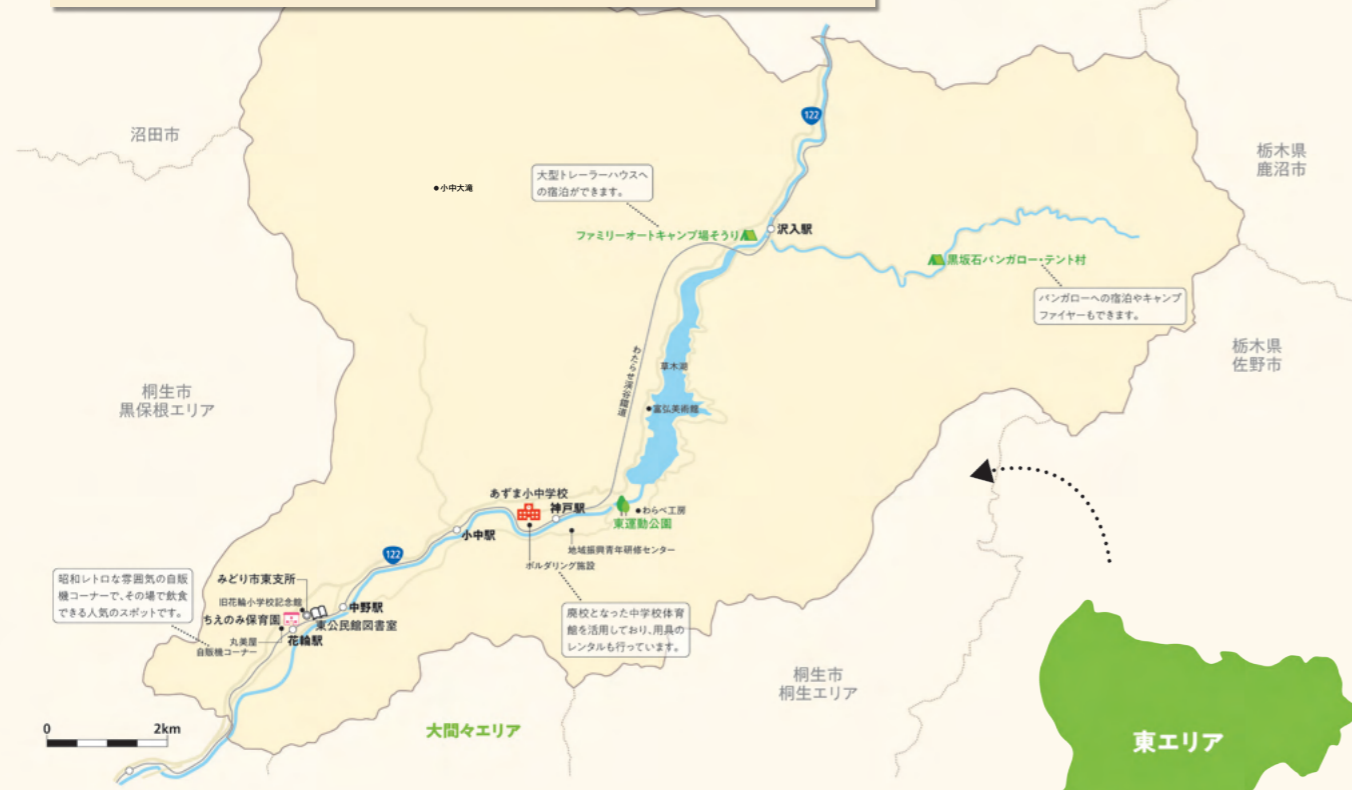 沼田市
122
栃木県
鹿沼市
●小中大滝
大型トレーラーハウスへ
の宿泊ができます。
ファミリーオートキャンプ場そうり
沢入駅
黒坂石バンガロー・テント村
バンガローへの宿泊やキャンプ
ファイヤーもできます。
栃木県
佐野市
わたらせ渓谷鐵道
草木湖
●富弘美術館
桐生市
黒保根エリア
あずま小中学校
神戸駅
●わらべ工房
東運動公園
小中駅
地域振興青年研修センター
ボルダリング施設
122
昭和レトロな雰囲気の自販
機コーナーで、その場で飲食
できる人気のスポットです。
みどり市東支所
旧花輪小学校記念館
中野駅
ちえのみ保育園
東公民館図書室
丸美屋
自販機コーナー
花輪駅
廃校となった中学校体育
館を活用しており、用具の
レンタルも行っています。
桐生市
桐生エリア
大間々エリア
0 2km
東エリア